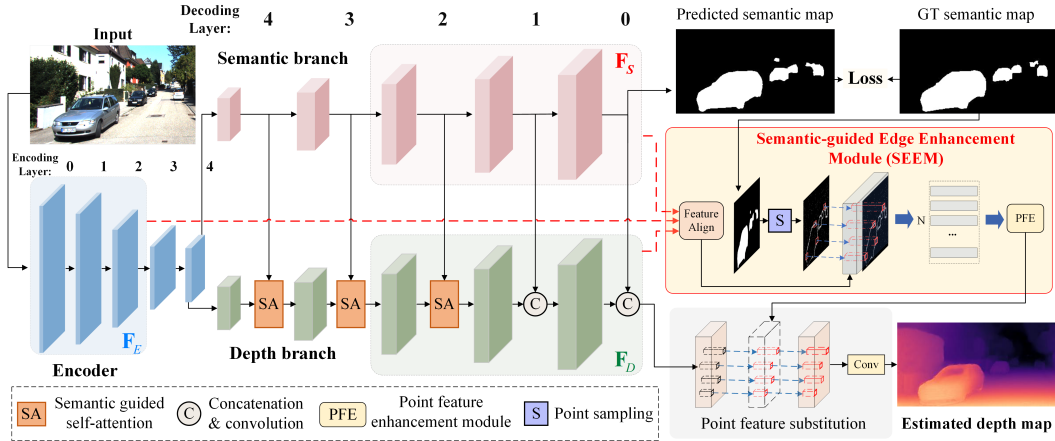 Decoding
Layer:
4
3
2
1
0
Predicted semantic map
GT semantic map
Input
Semantic branch
F_S
Loss
Semantic-guided Edge Enhancement
Module (SEEM)
Encoding
Layer:
0
1
2
3
4
Feature
Align
S
N
...
PFE
SA
SA
SA
C
C
F_E
Encoder
Depth branch
F_D
Conv
SA
Semantic guided
self-attention
C
Concatenation
& convolution
PFE
Point feature
enhancement module
S
Point sampling
Point feature substitution
Estimated depth map